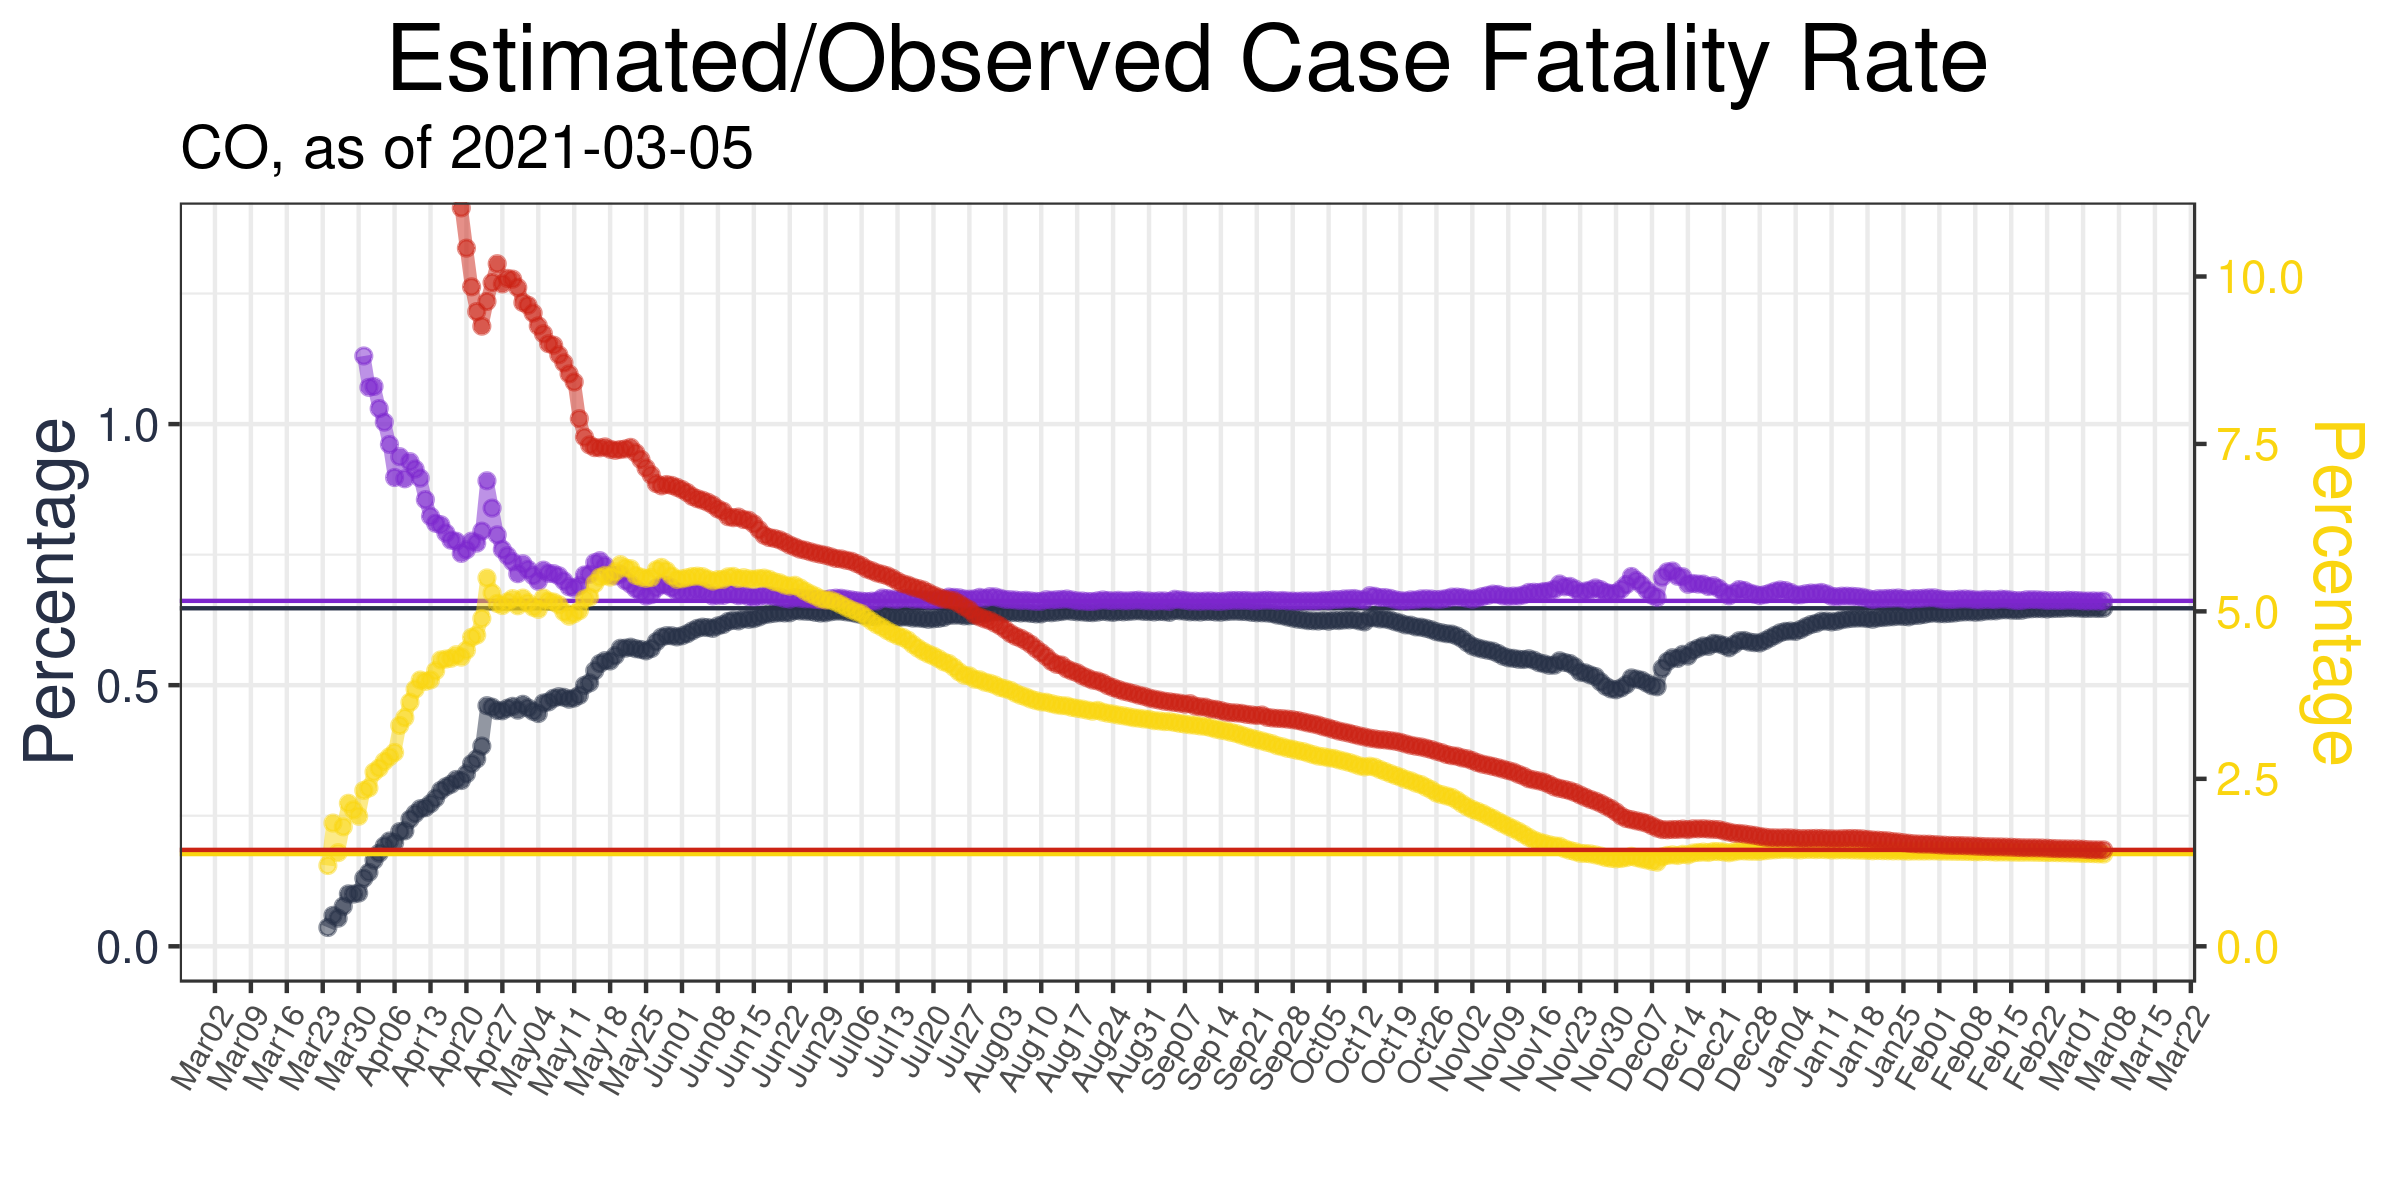 Estimated/Observed Case Fatality Rate
CO, as of 2021-03-05
Percentage
1.0
0.5
0.0
10.0
7.5
5.0
2.5
0.0
Percentage
Mar02
Mar09
Mar16
Mar23
Mar30
Apr06
Apr13
Apr20
Apr27
May04
May11
May18
May25
Jun01
Jun08
Jun15
Jun22
Jun29
Jul06
Jul13
Jul20
Jul27
Aug03
Aug10
Aug17
Aug24
Aug31
Sep07
Sep14
Sep21
Sep28
Oct05
Oct12
Oct19
Oct26
Nov02
Nov09
Nov16
Nov23
Nov30
Dec07
Dec14
Dec21
Dec28
Dec04
Jan11
Jan18
Jan25
Feb01
Feb08
Feb15
Feb22
Mar01
Mar08
Mar15
Mar22